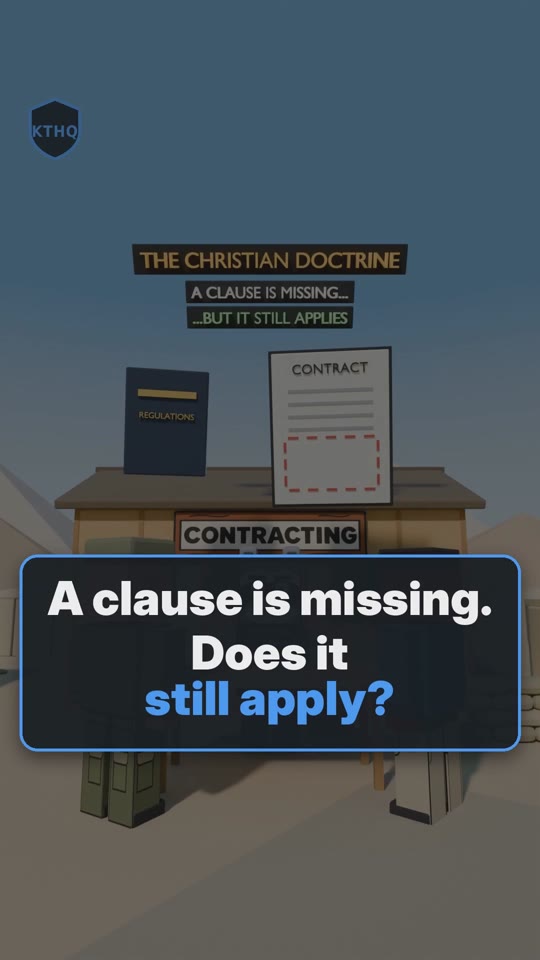 KTHQ
THE CHRISTIAN DOCTRINE
A CLAUSE IS MISSING...
...BUT IT STILL APPLIES
CONTRACT
REGULATIONS
CONTRACTING
A clause is missing.
Does it
still apply?